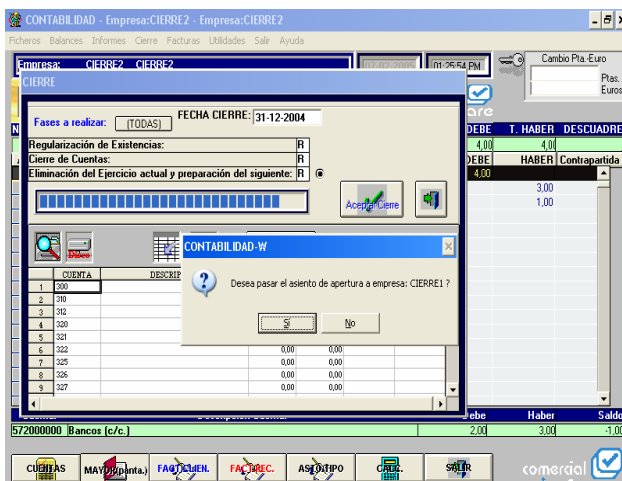 CONTABILIDAD - Empresa:CIERRE2 - Empresa:CIERRE2
Ficheros Balances Informes Cierre Facturas Utilidades Salir Ayuda
Empresa: CIERRE2 CIERRE2
01:25:54 PM
Cambio Pta.-Euro
Ptas.
Euros
CIERRE
Fases a realizar: (TODAS) FECHA CIERRE: 31-12-2004
Regularización de Existencias: R
Cierre de Cuentas: R
Eliminación del Ejercicio actual y preparación del siguiente: R
Aceptar Cierre
DEBE T. HABER DESCUADRE
4,00 4,00
DEBE HABER Contrapartida
4,00
3,00
1,00
CONTABILIDAD-W
Desea pasar el asiento de apertura a empresa: CIERRE1 ?
Sí No
CUENTA DESCRIP
1 300
2 310
3 312
4 320
5 321
6 322 0,00 0,00
7 325 0,00 0,00
8 326 0,00 0,00
9 327 0,00 0,00
Debe Haber Saldo
572000000 Bancos (c/c.) 2,00 3,00 -1,00
CUENTAS MAYOR(panta.) FACT.CLIEN. FACT.REC. ASTO.TIPO CALC. SALIR
comercial